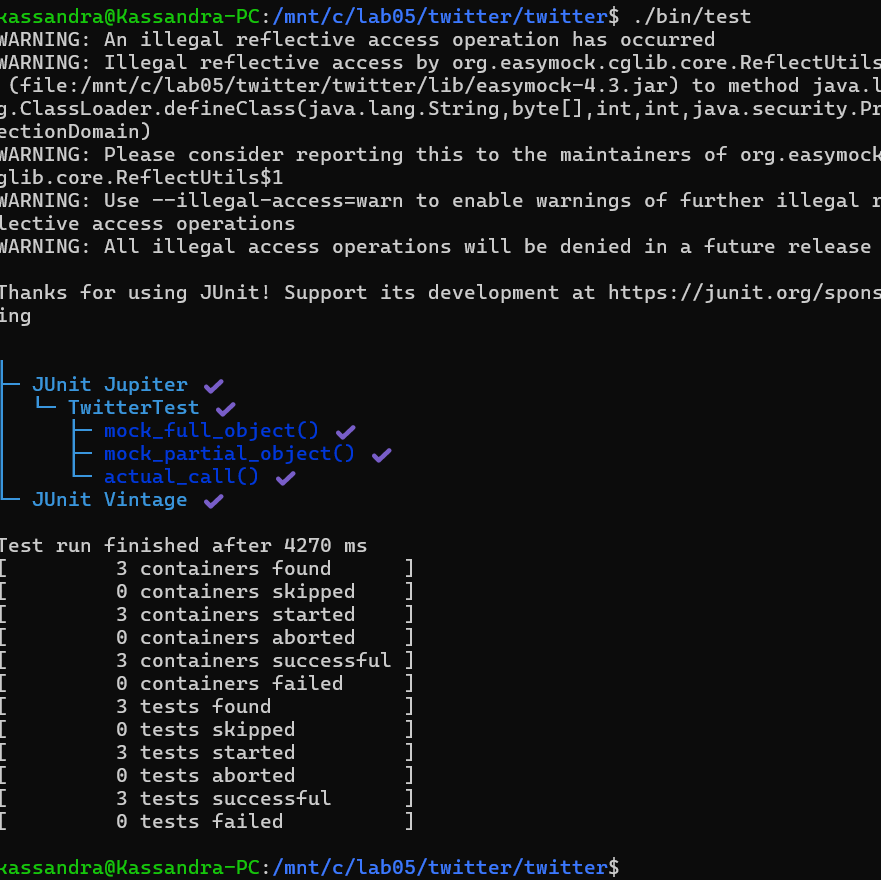 kassandra@Kassandra-PC:/mnt/c/lab05/twitter/twitter$ ./bin/test
WARNING: An illegal reflective access operation has occurred
WARNING: Illegal reflective access by org.easymock.cglib.core.ReflectUtils
(file:/mnt/c/lab05/twitter/twitter/lib/easymock-4.3.jar) to method java.l
g.ClassLoader.defineClass(java.lang.String,byte[],int,int,java.security.Pr
ectionDomain)
WARNING: Please consider reporting this to the maintainers of org.easymock
glib.core.ReflectUtils$1
WARNING: Use --illegal-access=warn to enable warnings of further illegal r
lective access operations
WARNING: All illegal access operations will be denied in a future release
Thanks for using JUnit! Support its development at https://junit.org/spons
ing
├─ JUnit Jupiter ✔
│  └─ TwitterTest ✔
│     ├─ mock_full_object() ✔
│     ├─ mock_partial_object() ✔
│     └─ actual_call() ✔
└─ JUnit Vintage ✔
Test run finished after 4270 ms
[         3 containers found      ]
[         0 containers skipped    ]
[         3 containers started    ]
[         0 containers aborted    ]
[         3 containers successful ]
[         0 containers failed     ]
[         3 tests found           ]
[         0 tests skipped         ]
[         3 tests started         ]
[         0 tests aborted         ]
[         3 tests successful      ]
[         0 tests failed          ]
kassandra@Kassandra-PC:/mnt/c/lab05/twitter/twitter$